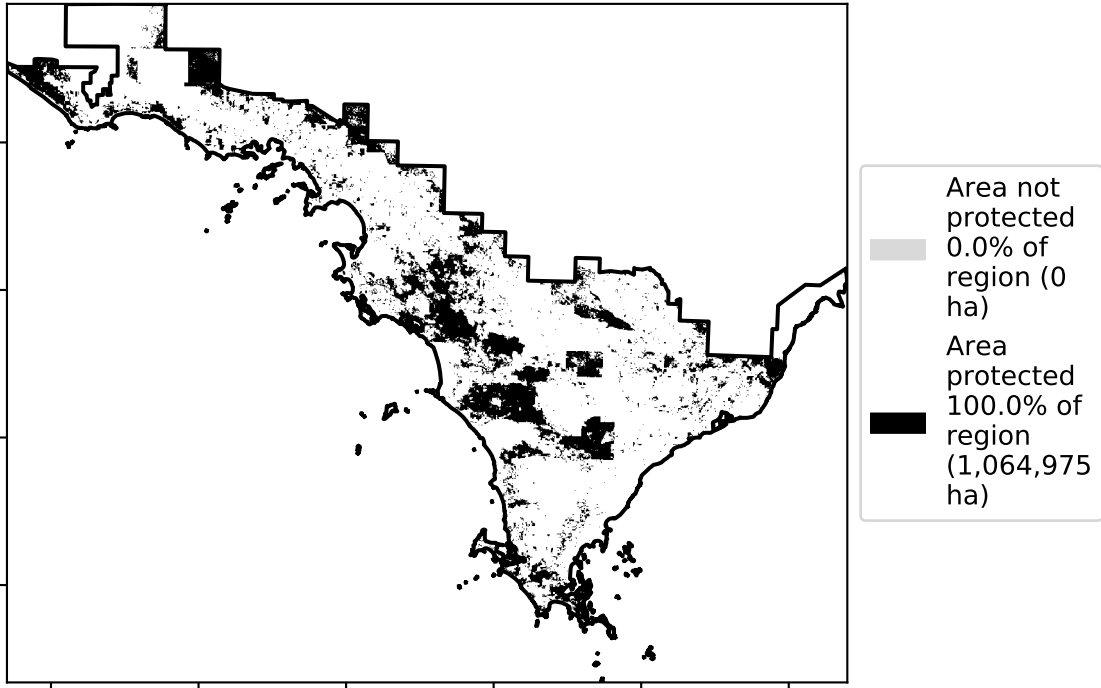 Area not
protected
0.0% of
region (0
ha)
Area
protected
100.0% of
region
(1,064,975
ha)